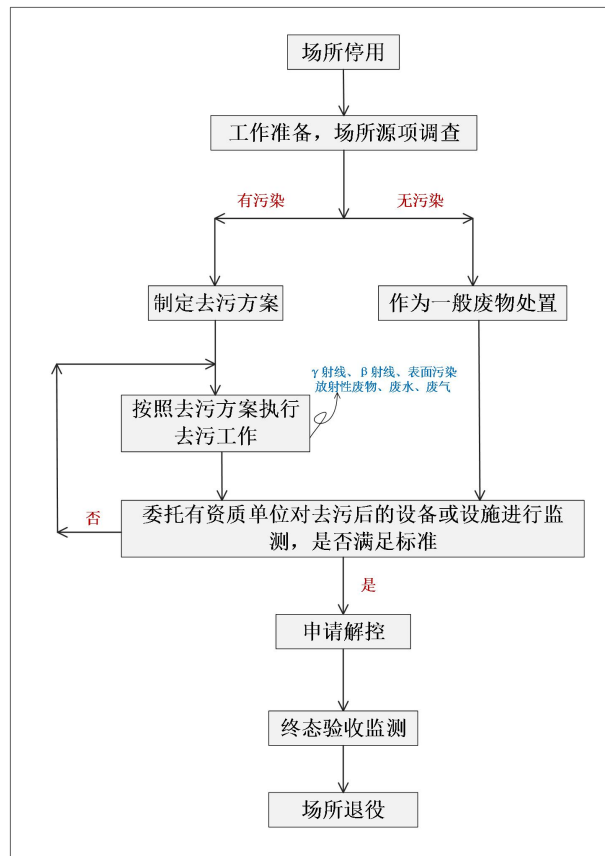 场所停用
工作准备，场所源项调查
有污染
无污染
制定去污方案
作为一般废物处置
γ射线、β射线、表面污染
放射性废物、废水、废气
按照去污方案执行
去污工作
否
委托有资质单位对去污后的设备或设施进行监
测，是否满足标准
是
申请解控
终态验收监测
场所退役